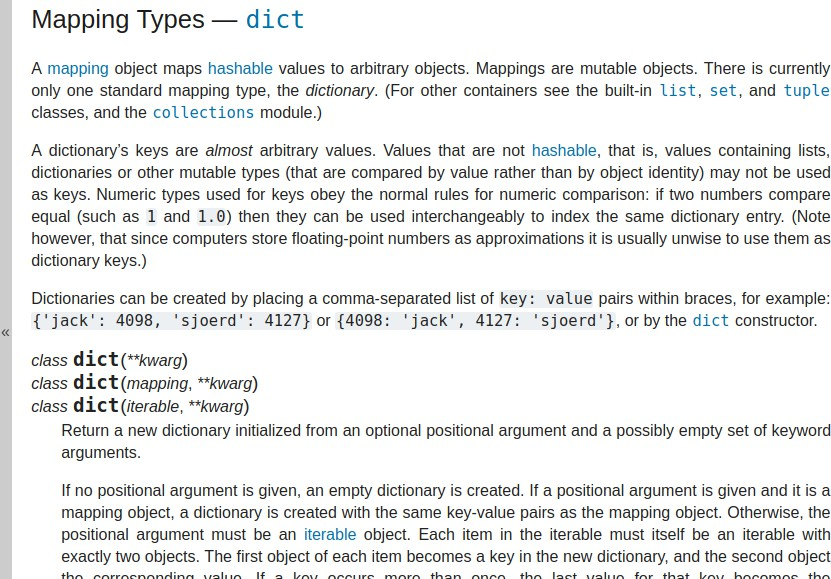 Mapping Types — dict
A mapping object maps hashable values to arbitrary objects. Mappings are mutable objects. There is currently
only one standard mapping type, the dictionary. (For other containers see the built-in list, set, and tuple
classes, and the collections module.)
A dictionary’s keys are almost arbitrary values. Values that are not hashable, that is, values containing lists,
dictionaries or other mutable types (that are compared by value rather than by object identity) may not be used
as keys. Numeric types used for keys obey the normal rules for numeric comparison: if two numbers compare
equal (such as 1 and 1.0) then they can be used interchangeably to index the same dictionary entry. (Note
however, that since computers store floating-point numbers as approximations it is usually unwise to use them as
dictionary keys.)
Dictionaries can be created by placing a comma-separated list of key: value pairs within braces, for example:
«
{'jack': 4098, 'sjoerd': 4127} or {4098: 'jack', 4127: 'sjoerd'}, or by the dict constructor.
class dict(**kwarg)
class dict(mapping, **kwarg)
class dict(iterable, **kwarg)
Return a new dictionary initialized from an optional positional argument and a possibly empty set of keyword
arguments.
If no positional argument is given, an empty dictionary is created. If a positional argument is given and it is a
mapping object, a dictionary is created with the same key-value pairs as the mapping object. Otherwise, the
positional argument must be an iterable object. Each item in the iterable must itself be an iterable with
exactly two objects. The first object of each item becomes a key in the new dictionary, and the second object
the corresponding value. If a key occurs more than once, the last value for that key becomes the